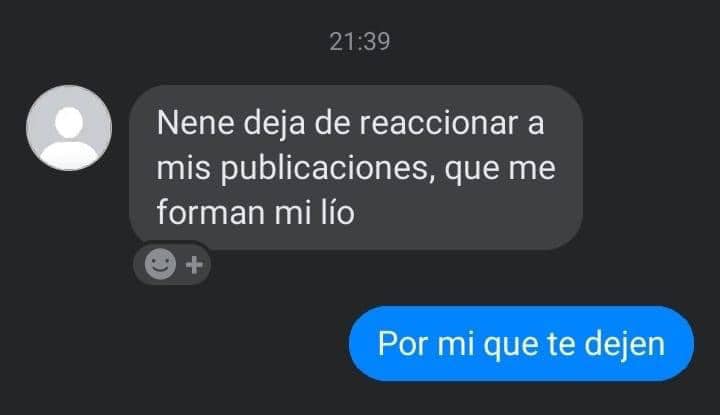 21:39
Nene deja de reaccionar a
mis publicaciones, que me
forman mi lío
Por mi que te dejen